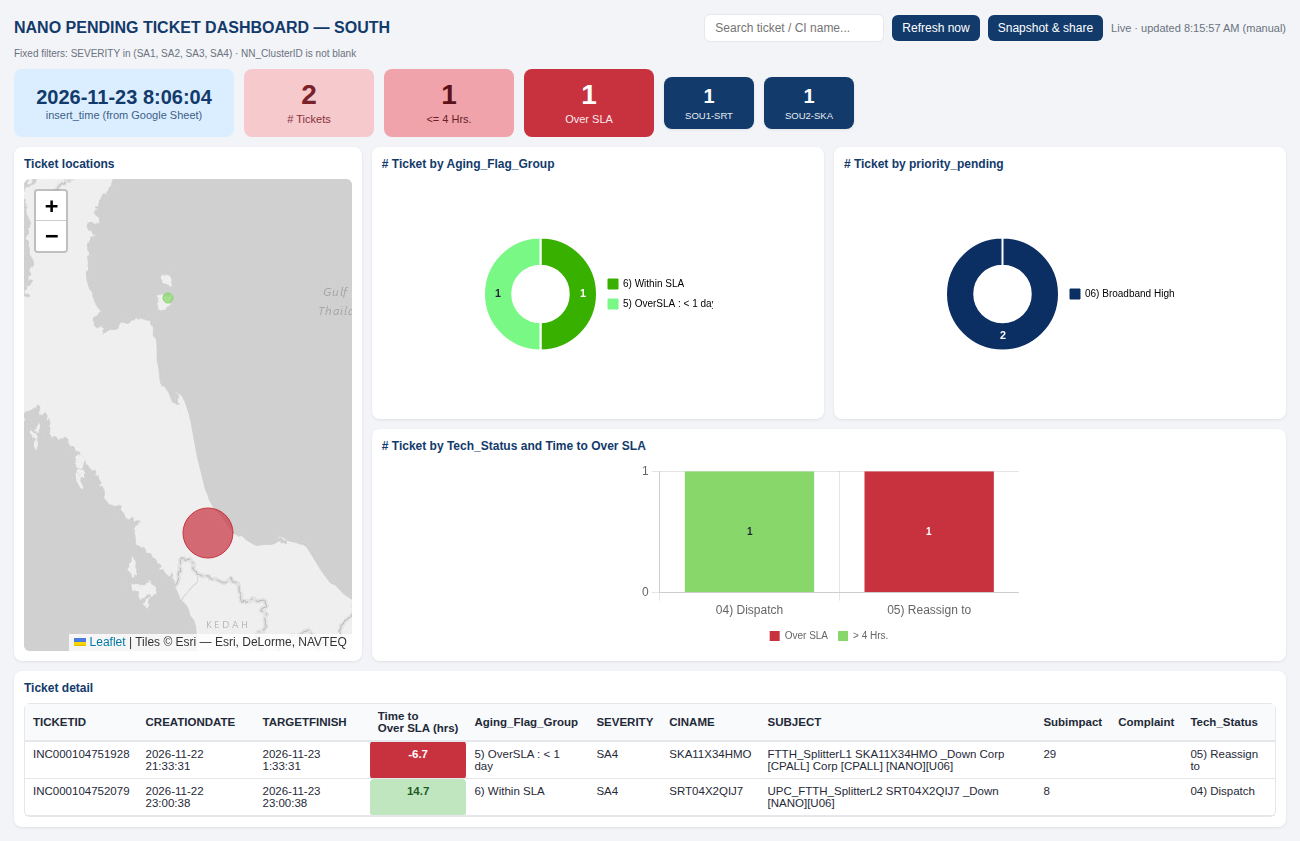 NANO PENDING TICKET DASHBOARD — SOUTH
Search ticket / CI name...
Refresh now
Snapshot & share
Live · updated 8:15:57 AM (manual)
Fixed filters: SEVERITY in (SA1, SA2, SA3, SA4) · NN_ClusterID is not blank
2026-11-23 8:06:04
insert_time (from Google Sheet)
2
# Tickets
1
<= 4 Hrs.
1
Over SLA
1
SOU1-SRT
1
SOU2-SKA
Ticket locations
+
−
Gulf
Thaila
KEDAH
Leaflet | Tiles © Esri — Esri, DeLorme, NAVTEQ
# Ticket by Aging_Flag_Group
1
1
6) Within SLA
5) OverSLA : < 1 day
# Ticket by priority_pending
2
06) Broadband High
# Ticket by Tech_Status and Time to Over SLA
1
0
1
1
04) Dispatch
05) Reassign to
Over SLA
> 4 Hrs.
Ticket detail
TICKETID CREATIONDATE TARGETFINISH Time to Over SLA (hrs) Aging_Flag_Group SEVERITY CINAME SUBJECT Subimpact Complaint Tech_Status
INC000104751928 2026-11-22 2026-11-23 -6.7 5) OverSLA : < 1 SA4 SKA11X34HMO FTTH_SplitterL1 SKA11X34HMO _Down Corp 29 05) Reassign
21:33:31 1:33:31 day [CPALL] Corp [CPALL] [NANO][U06] to
INC000104752079 2026-11-22 2026-11-23 14.7 6) Within SLA SA4 SRT04X2QIJ7 UPC_FTTH_SplitterL2 SRT04X2QIJ7 _Down 8 04) Dispatch
23:00:38 23:00:38 [NANO][U06]